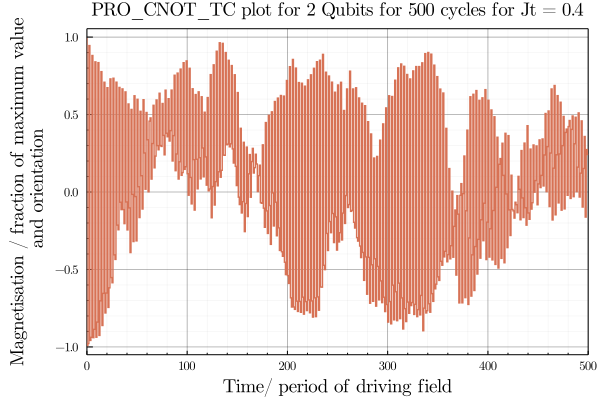 PRO_CNOT_TC plot for 2 Qubits for 500 cycles for Jt = 0.4
Magnetisation / fraction of maximum value
and orientation
1.0
0.5
0.0
−0.5
−1.0
0 100 200 300 400 500
Time/ period of driving field